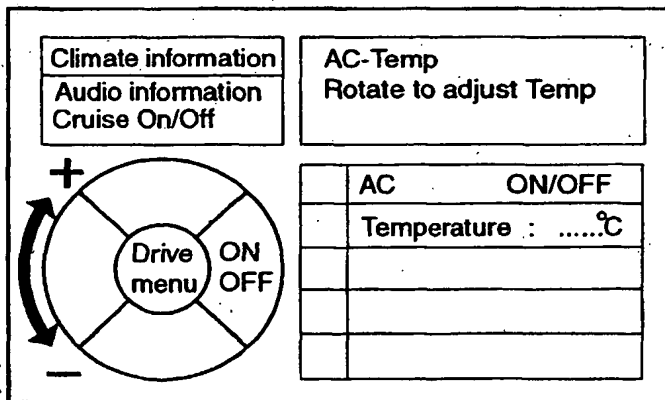 Climate information
Audio information
Cruise On/Off
AC-Temp
Rotate to adjust Temp
+
Drive
menu
ON
OFF
−
AC ON/OFF
Temperature : ......°C